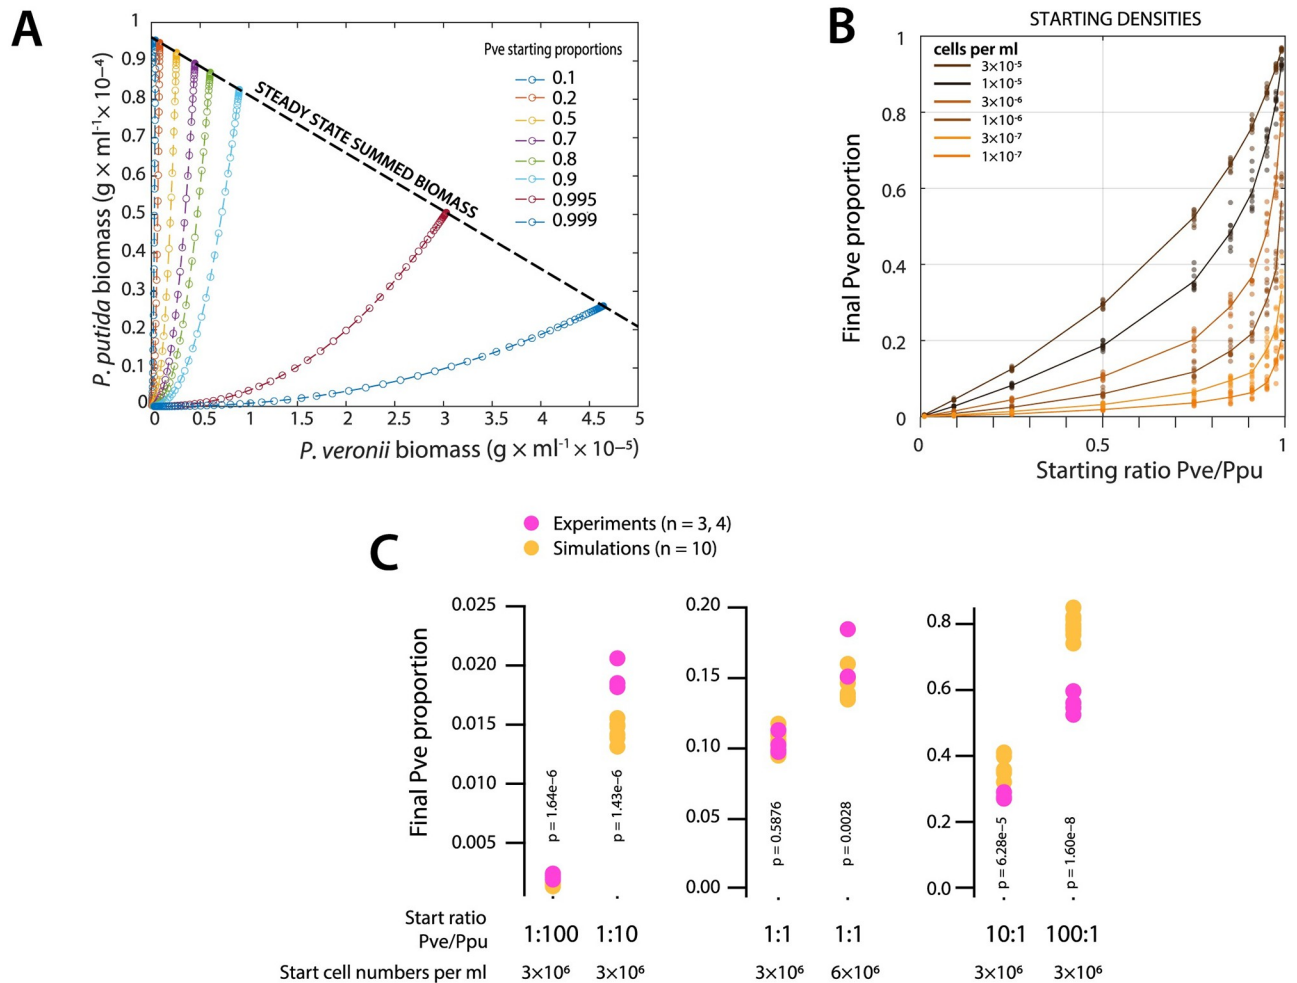 A
1
0.9
0.8
0.7
0.6
0.5
0.4
0.3
0.2
0.1
0
P. putida biomass (g × ml⁻¹ × 10⁻⁴)
0 0.5 1 1.5 2 2.5 3 3.5 4 4.5 5
P. veronii biomass (g × ml⁻¹ × 10⁻⁵)
STEADY STATE SUMMED BIOMASS
Pve starting proportions
0.1
0.2
0.5
0.7
0.8
0.9
0.995
0.999
B
STARTING DENSITIES
cells per ml
3×10⁻⁵
1×10⁻⁵
3×10⁻⁶
1×10⁻⁶
3×10⁻⁷
1×10⁻⁷
1
0.8
0.6
0.4
0.2
0
Final Pve proportion
0 0.5 1
Starting ratio Pve/Ppu
C
Experiments (n = 3, 4)
Simulations (n = 10)
Final Pve proportion
0.025
0.020
0.015
0.010
0.005
p = 1.64e–6
p = 1.43e–6
0.20
0.15
0.10
0.05
0.00
p = 0.5876
p = 0.0028
0.8
0.6
0.4
0.2
0.0
p = 6.28e–5
p = 1.60e–8
Start ratio
Pve/Ppu
1:100 1:10 1:1 1:1 10:1 100:1
Start cell numbers per ml 3×10⁶ 3×10⁶ 3×10⁶ 6×10⁶ 3×10⁶ 3×10⁶